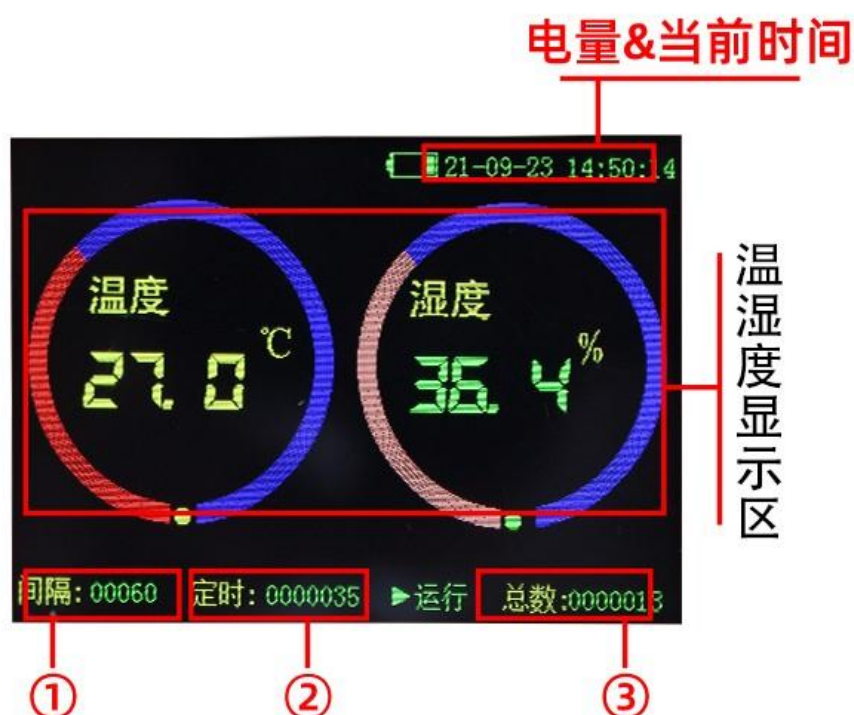 电量&当前时间
21-09-23 14:50:14
温度
27.0 ℃
湿度
36.4 %
温湿度显示区
间隔: 00060
定时: 0000035
▶运行
总数:0000013
①
②
③